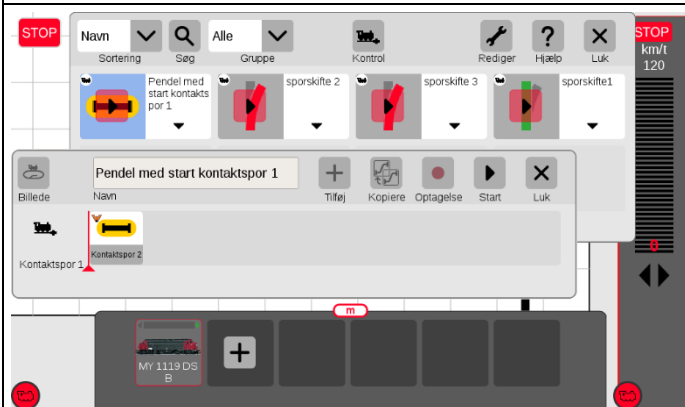 STOP
Navn
Alle
Sortering
Søg
Gruppe
Kontrol
Rediger
Hjælp
Luk
STOP
km/t
120
Pendel med
start kontakts
por 1
sporskifte 2
sporskifte 3
sporskifte1
Pendel med start kontaktspor 1
Billede
Navn
Tilføj
Kopiere
Optagelse
Start
Luk
0
Kontaktspor 1
Kontaktspor 2
m
MY 1119 DS
B